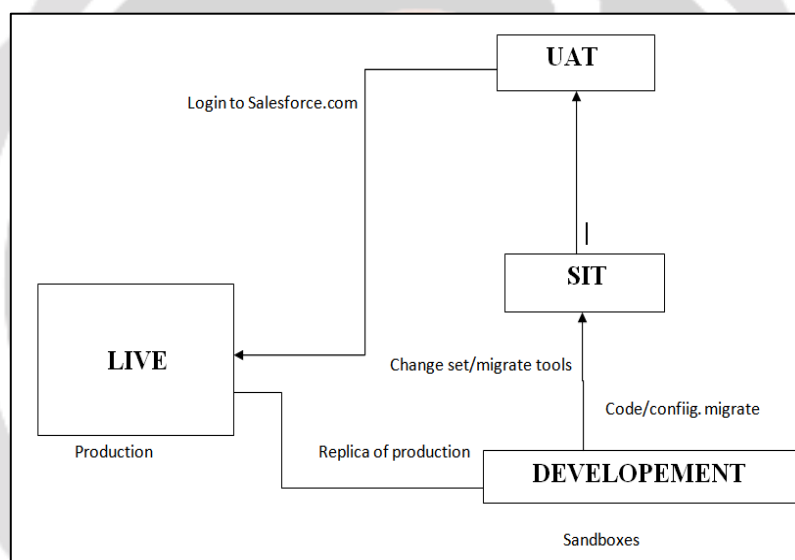 UAT
Login to Salesforce.com
SIT
LIVE
Change set/migrate tools
Code/confiig. migrate
Production
Replica of production
DEVELOPEMENT
Sandboxes